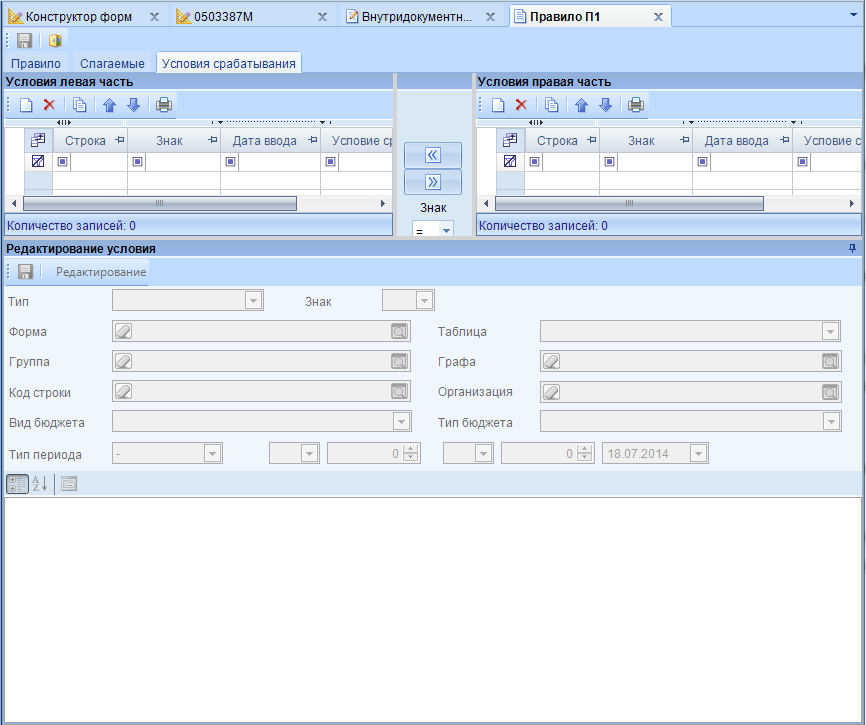 Конструктор форм 0503387М Внутридокументн... Правило П1
Правило Слагаемые Условия срабатывания
Условия левая часть Условия правая часть
Строка Знак Дата ввода Условие ср Строка Знак Дата ввода Условие с
Знак
=
Количество записей: 0 Количество записей: 0
Редактирование условия
Редактирование
Тип Знак
Форма Таблица
Группа Графа
Код строки Организация
Вид бюджета Тип бюджета
Тип периода - 0 0 18.07.2014